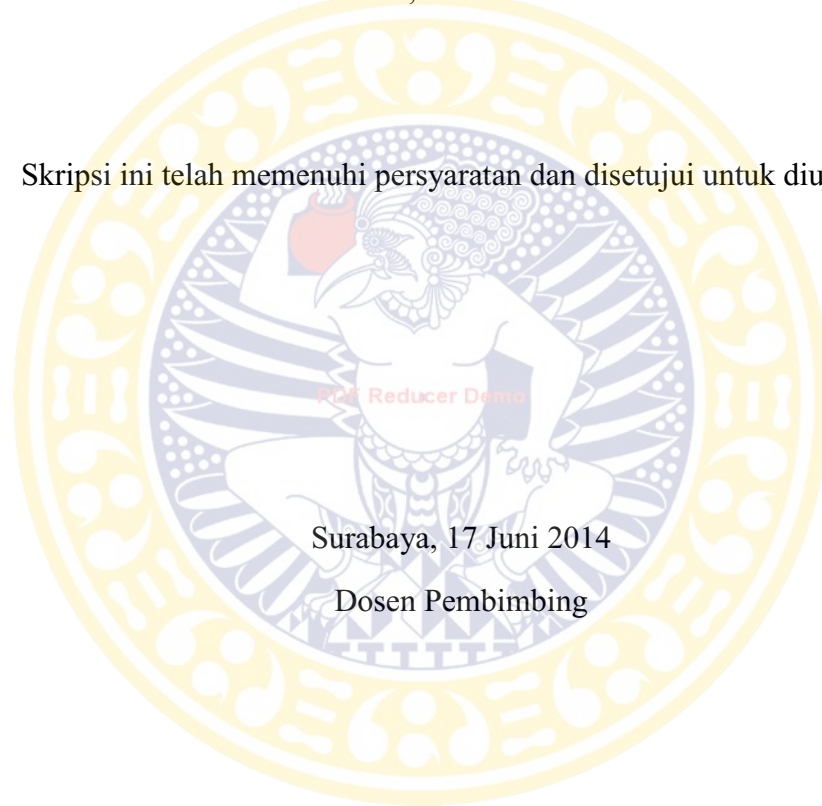 Skripsi ini telah memenuhi persyaratan dan disetujui untuk diu
PDF Reducer Demo
Surabaya, 17 Juni 2014
Dosen Pembimbing